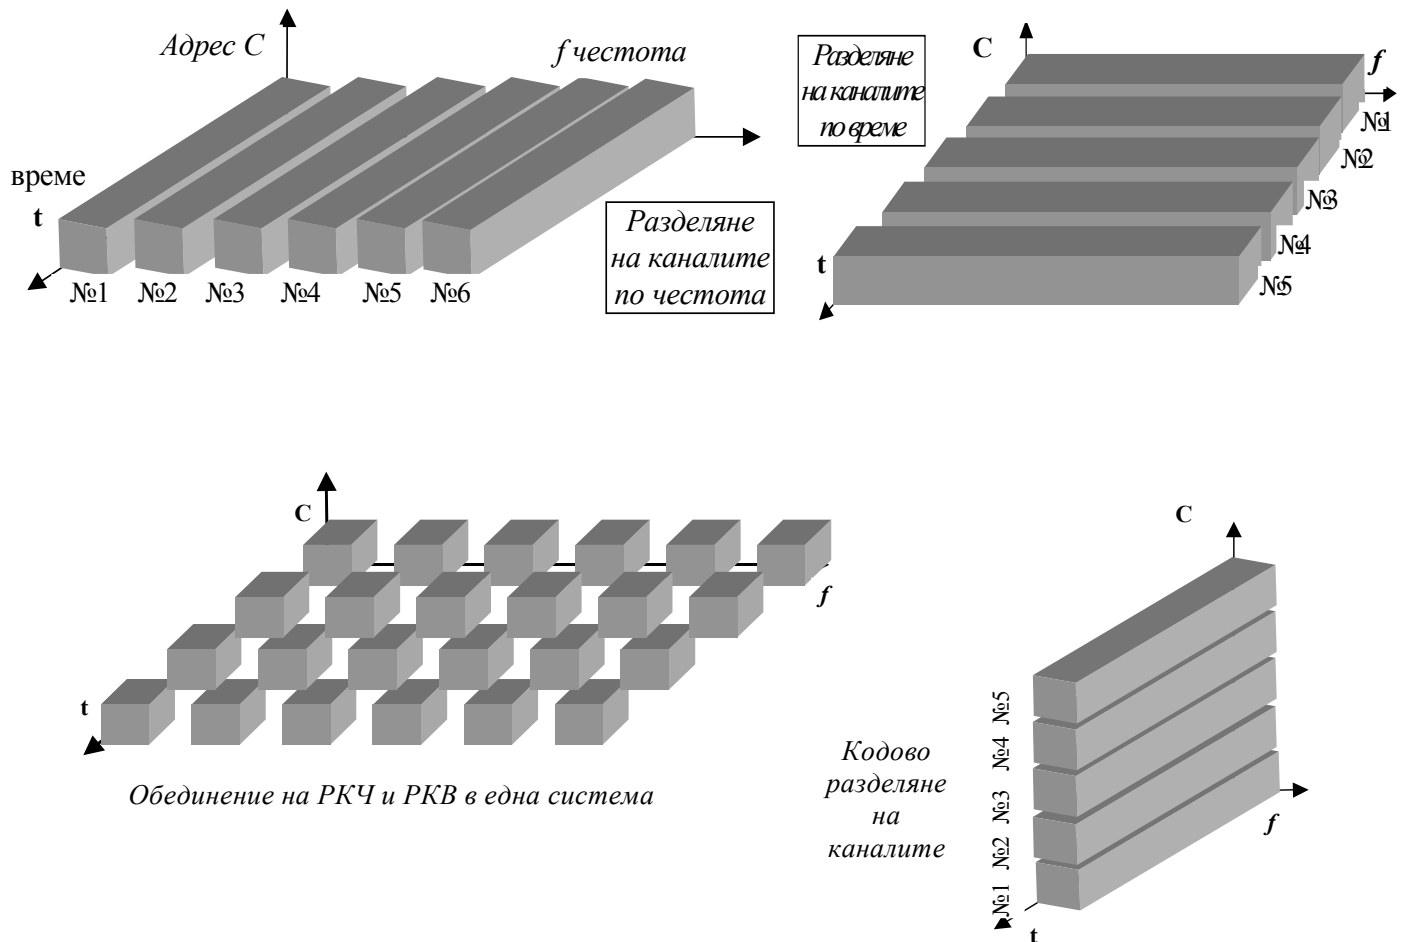 Адрес С
f честота
време
t
Разделяне
на каналите
по честота
№1 №2 №3 №4 №5 №6
С
Разделяне
на каналите
по време
f
№1
№2
№3
№4
№5
t
С
f
t
Обединение на РКЧ и РКВ в една система
С
Кодово
разделяне
на
каналите
№5
№4
№3
№2
№1
f
t